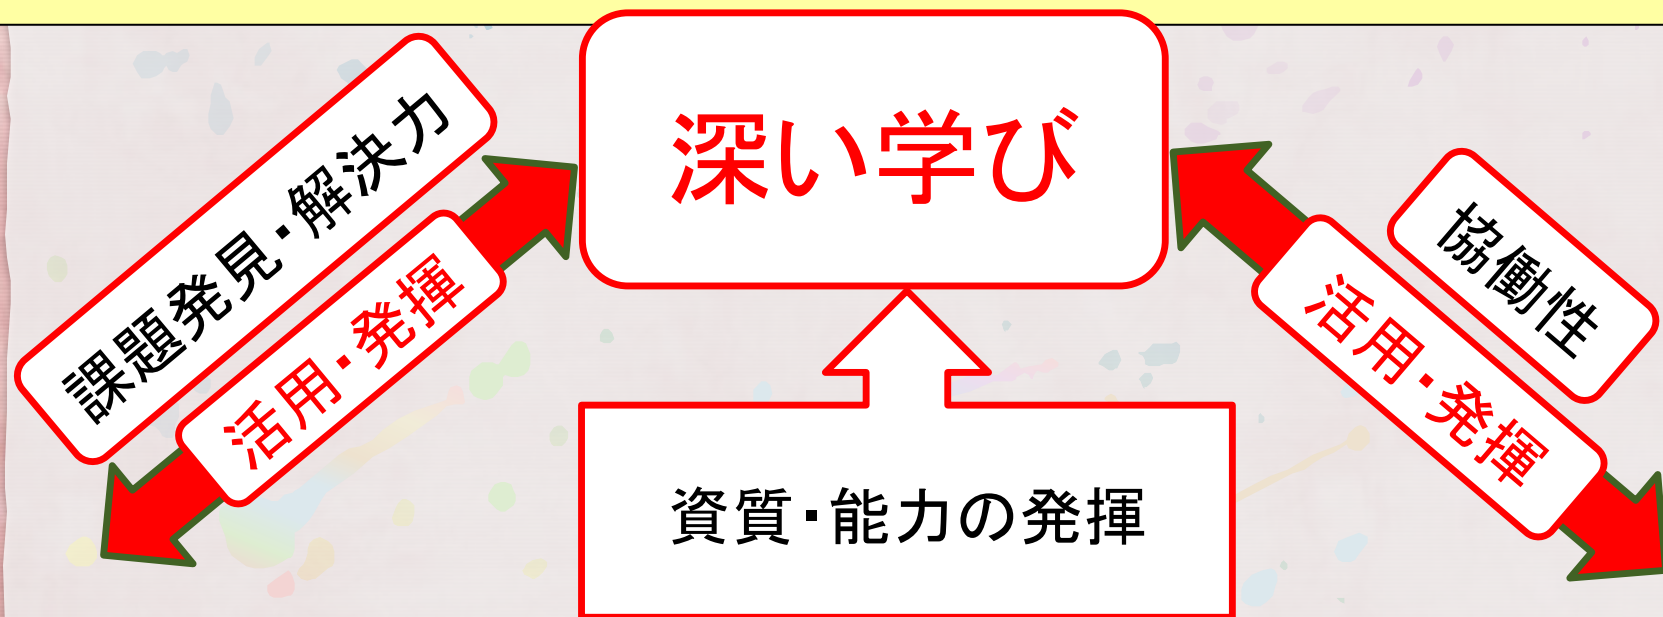 深い学び
課題発見・解決力
活用・発揮
協働性
活用・発揮
資質・能力の発揮